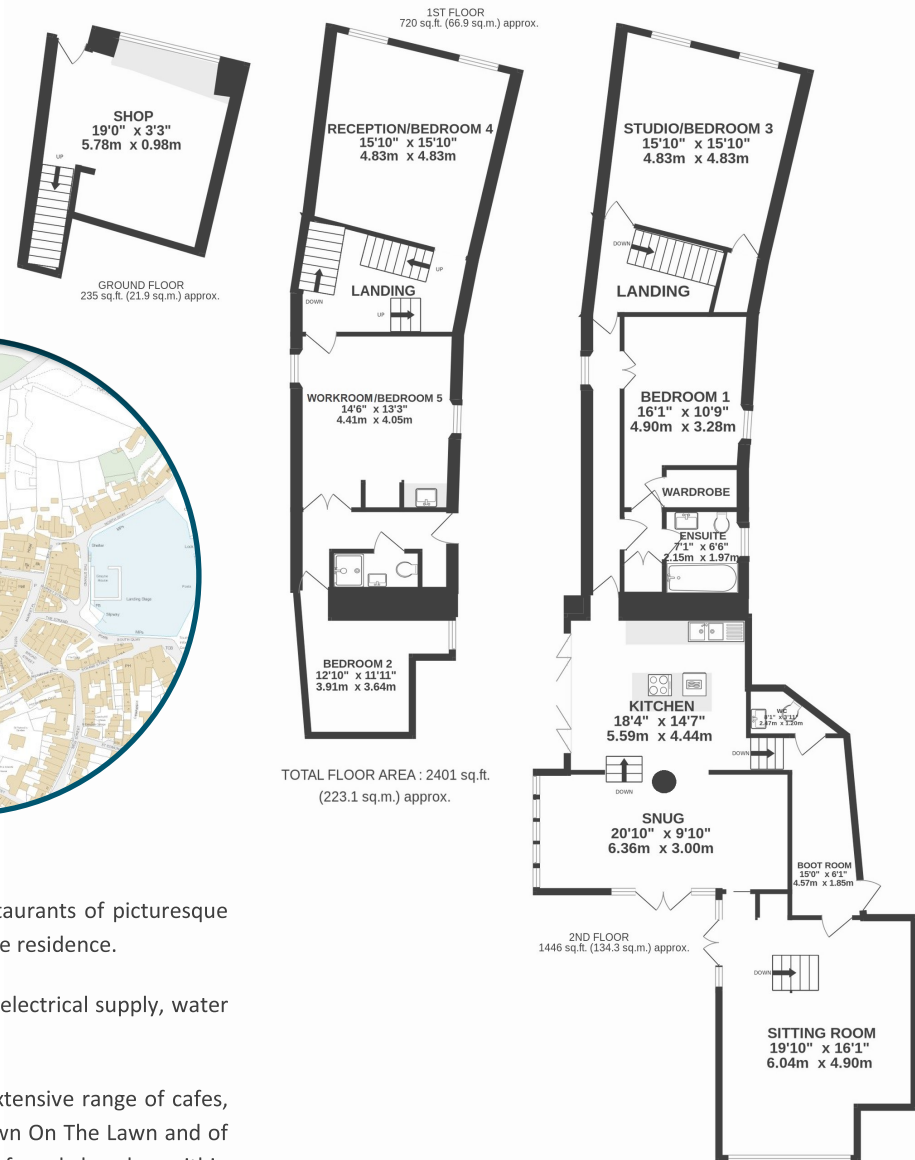 1ST FLOOR
720 sq.ft. (66.9 sq.m.) approx.
SHOP
19'0" x 3'3"
5.78m x 0.98m
UP
GROUND FLOOR
235 sq.ft. (21.9 sq.m.) approx.
RECEPTION/BEDROOM 4
15'10" x 15'10"
4.83m x 4.83m
UP
DOWN
LANDING
UP
WORKROOM/BEDROOM 5
14'6" x 13'3"
4.41m x 4.05m
BEDROOM 2
12'10" x 11'11"
3.91m x 3.64m
TOTAL FLOOR AREA : 2401 sq.ft.
(223.1 sq.m.) approx.
STUDIO/BEDROOM 3
15'10" x 15'10"
4.83m x 4.83m
DOWN
LANDING
BEDROOM 1
16'1" x 10'9"
4.90m x 3.28m
WARDROBE
ENSUITE
7'1" x 6'6"
2.15m x 1.97m
KITCHEN
18'4" x 14'7"
5.59m x 4.44m
WC
DOWN
DOWN
SNUG
20'10" x 9'10"
6.36m x 3.00m
BOOT ROOM
15'0" x 6'1"
4.57m x 1.85m
2ND FLOOR
1446 sq.ft. (134.3 sq.m.) approx.
DOWN
SITTING ROOM
19'10" x 16'1"
6.04m x 4.90m
taurants of picturesque
e residence.
electrical supply, water
xtensive range of cafes,
wn On The Lawn and of